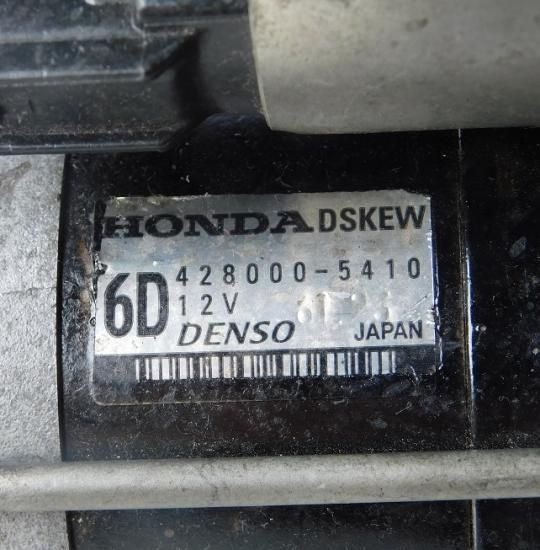 HONDA DSKEW
6D 428000-5410
12V
DENSO JAPAN